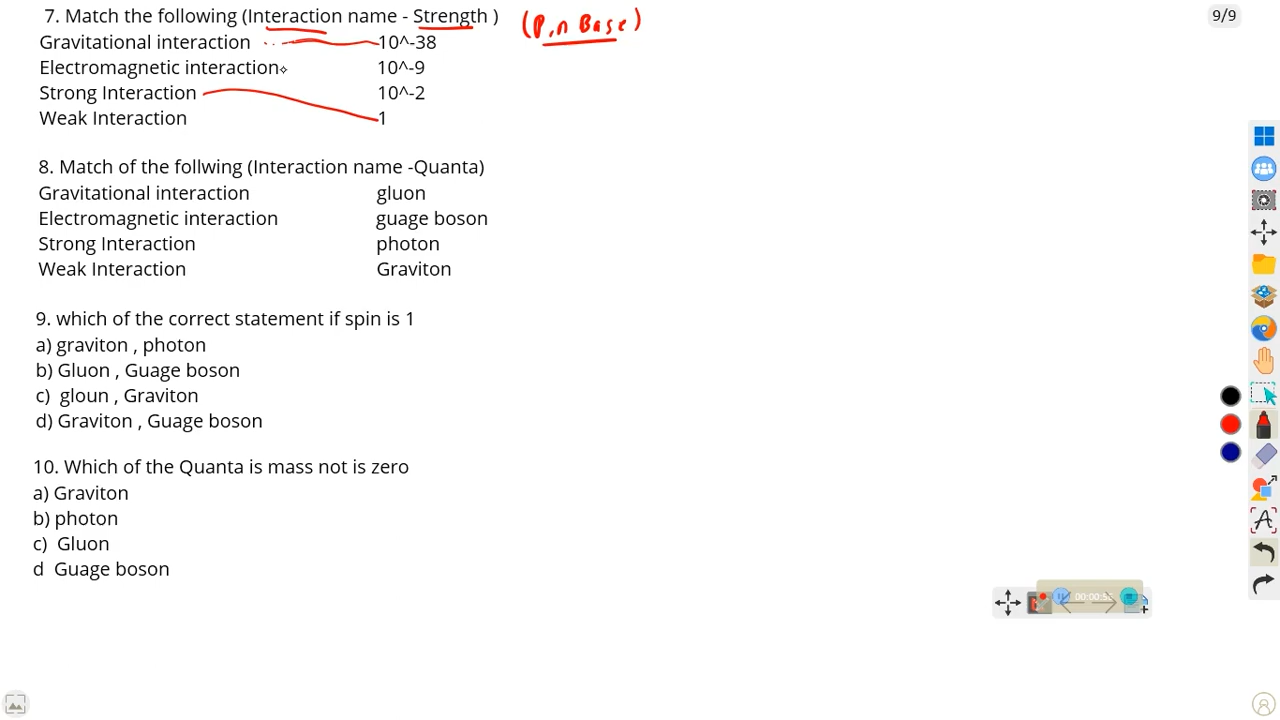 7. Match the following (Interaction name - Strength ) (P,n Base)
Gravitational interaction 10^-38
Electromagnetic interaction 10^-9
Strong Interaction 10^-2
Weak Interaction 1
8. Match of the follwing (Interaction name -Quanta)
Gravitational interaction gluon
Electromagnetic interaction guage boson
Strong Interaction photon
Weak Interaction Graviton
9. which of the correct statement if spin is 1
a) graviton , photon
b) Gluon , Guage boson
c) gloun , Graviton
d) Graviton , Guage boson
10. Which of the Quanta is mass not is zero
a) Graviton
b) photon
c) Gluon
d Guage boson
9/9